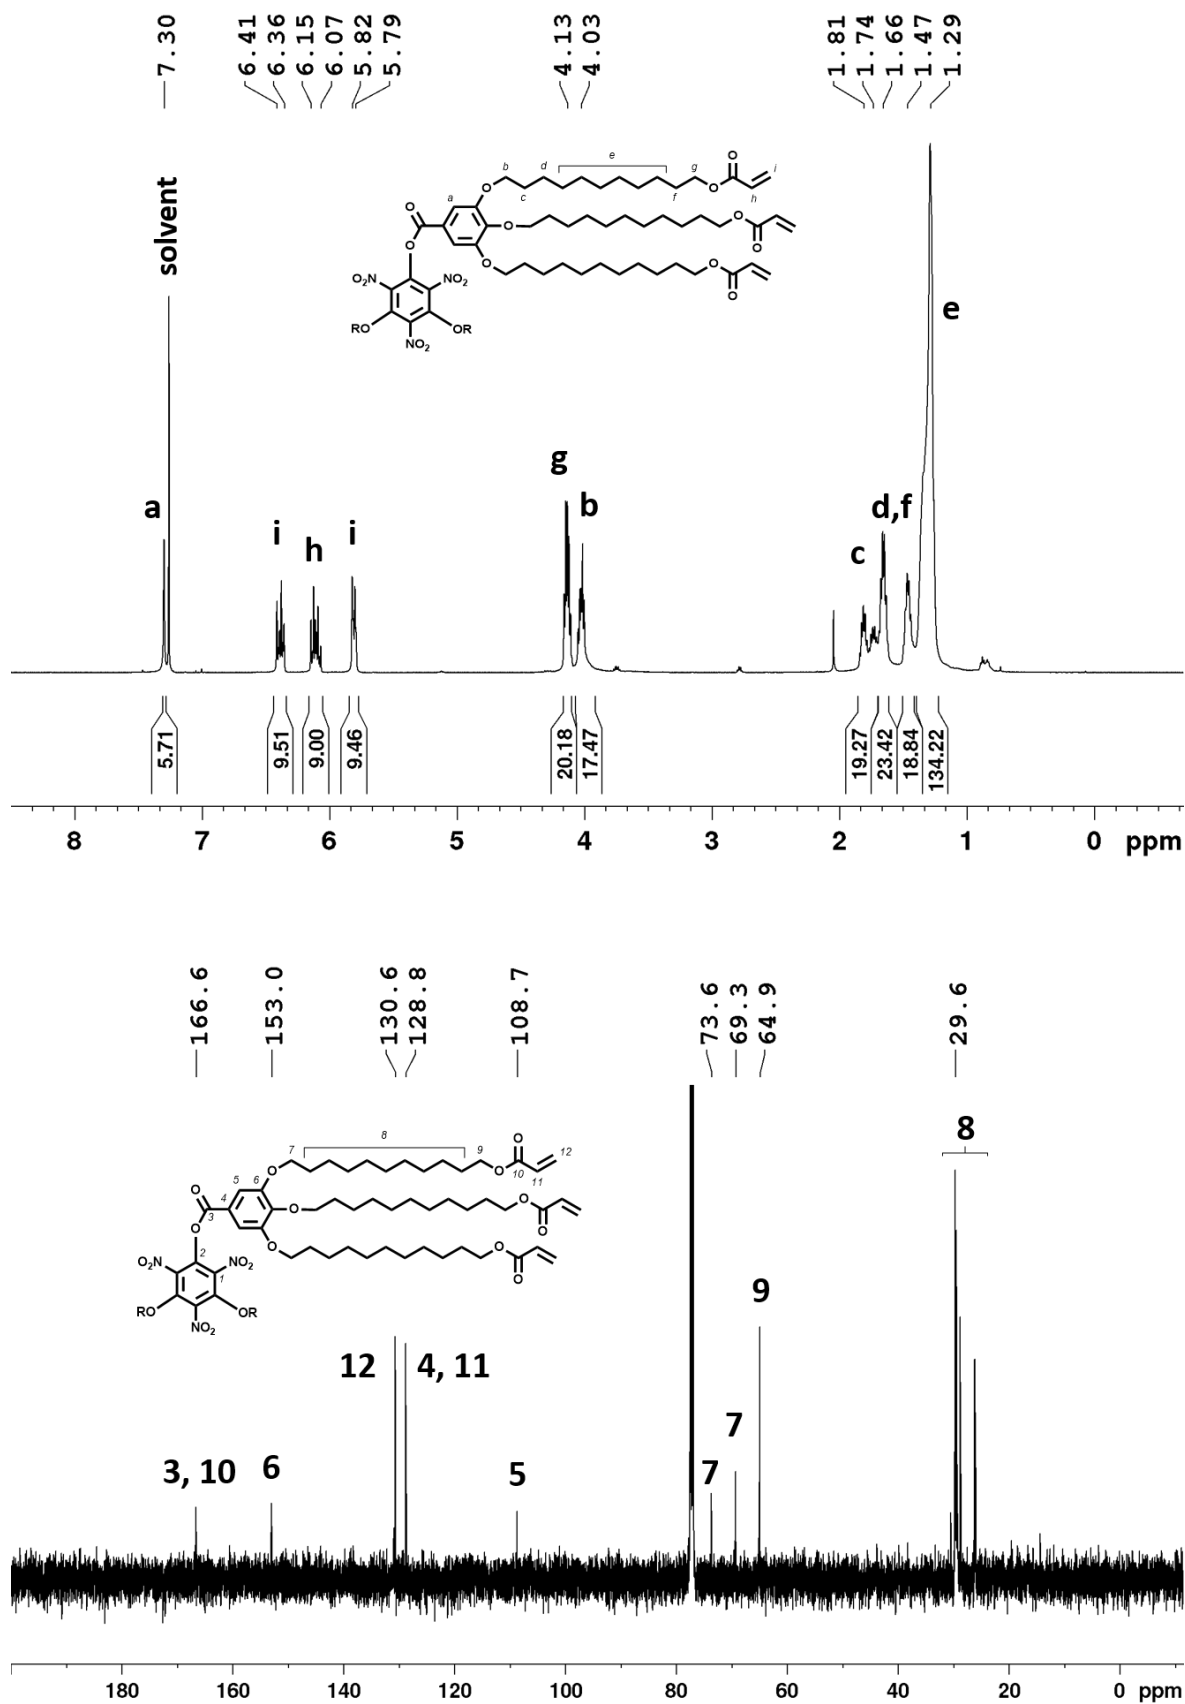 7.30 6.41 6.36 6.15 6.07 5.82 5.79 4.13 4.03 1.81 1.74 1.66 1.47 1.29
solvent
a i h i g b c d,f e
b d e g O i
c f O h
O a O
O O O
O O O
O O
O2N NO2
RO OR
NO2
5.71 9.51 9.00 9.46 20.18 17.47 19.27 23.42 18.84 134.22
8 7 6 5 4 3 2 1 0 ppm
166.6 153.0 130.6 128.8 108.7 73.6 69.3 64.9 29.6
7 8 9 O 12
5 O 6 O 10 11
O 4 O O
3 O O O
O 2 O O
O2N 1 NO2
RO OR
NO2
3, 10 6 12 4, 11 5 7 7 9 8
180 160 140 120 100 80 60 40 20 0 ppm